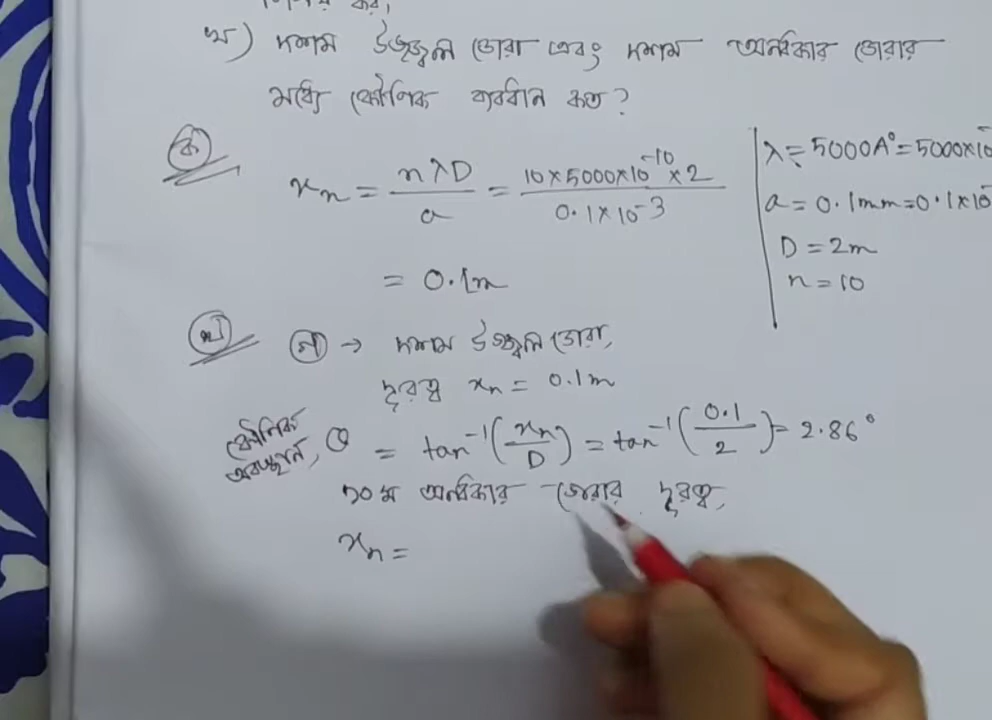 কর,
খ) দশম উজ্জ্বল ডোরা এবং দশম অন্ধকার ডোরার
মধ্যে কৌণিক ব্যবধান কত?
ক
xₙ = nλD / a = 10×5000×10⁻¹⁰×2 / 0.1×10⁻³
= 0.1m
λ = 5000A° = 5000×10⁻
a = 0.1mm = 0.1×10⁻
D = 2m
n = 10
খ → দশম উজ্জ্বল ডোরা,
দূরত্ব xₙ = 0.1m
কৌণিক অবস্থান, θ = tan⁻¹(xₙ/D) = tan⁻¹(0.1/2) = 2.86°
১০ম অন্ধকার ডোরার দূরত্ব,
xₙ =